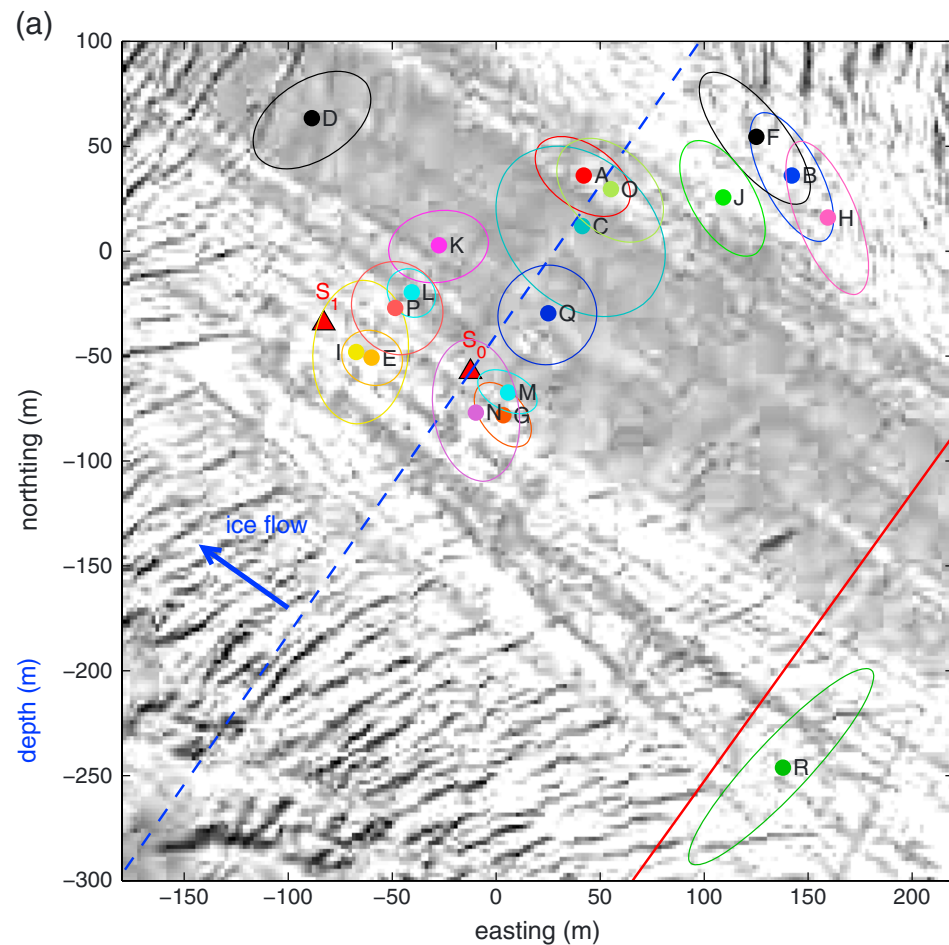 (a)
100
50
0
−50
−100
−150
−200
−250
−300
northing (m)
depth (m)
D
F
A
B
O
J
H
C
K
L
S1
P
Q
I
E
S0
M
N
G
ice flow
R
−150
−100
−50
0
50
100
150
200
easting (m)